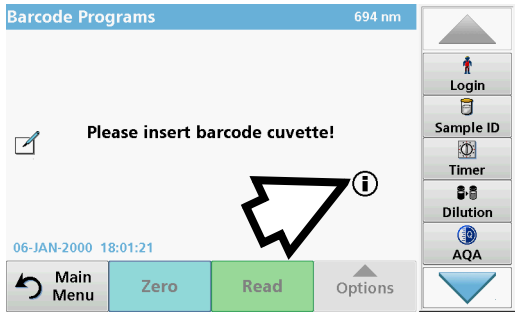 Barcode Programs 694 nm
Login
Sample ID
Please insert barcode cuvette!
Timer
Dilution
06-JAN-2000 18:01:21
AQA
Main
Menu
Zero
Read
Options